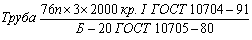 Труба
76п×3×2000 кр. I ГОСТ 10704–91
Б–20 ГОСТ 10705–80